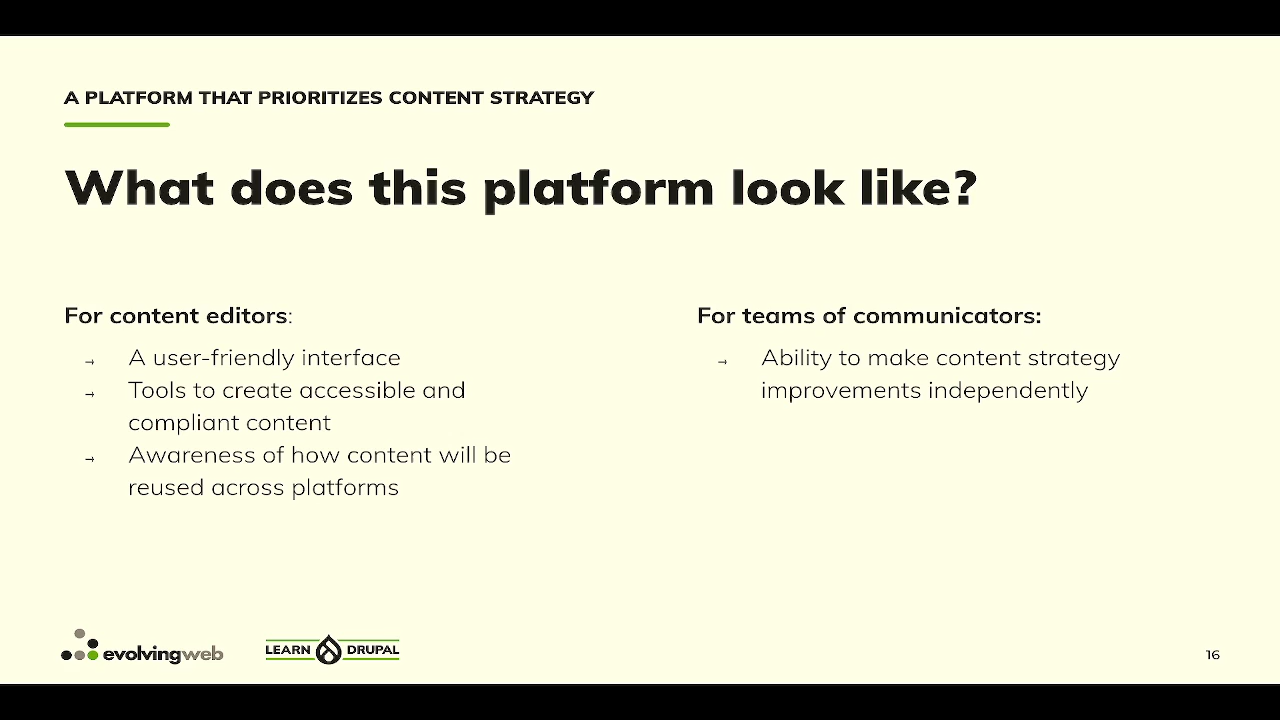 A PLATFORM THAT PRIORITIZES CONTENT STRATEGY
What does this platform look like?
For content editors:
→ A user-friendly interface
→ Tools to create accessible and
compliant content
→ Awareness of how content will be
reused across platforms
For teams of communicators:
→ Ability to make content strategy
improvements independently
evolvingweb
LEARN DRUPAL
16